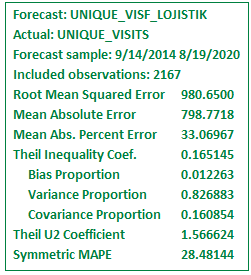 Forecast: UNIQUE_VISF_LOJISTIK
Actual: UNIQUE_VISITS
Forecast sample: 9/14/2014 8/19/2020
Included observations: 2167
Root Mean Squared Error 980.6500
Mean Absolute Error 798.7718
Mean Abs. Percent Error 33.06967
Theil Inequality Coef. 0.165145
Bias Proportion 0.012263
Variance Proportion 0.826883
Covariance Proportion 0.160854
Theil U2 Coefficient 1.566624
Symmetric MAPE 28.48144